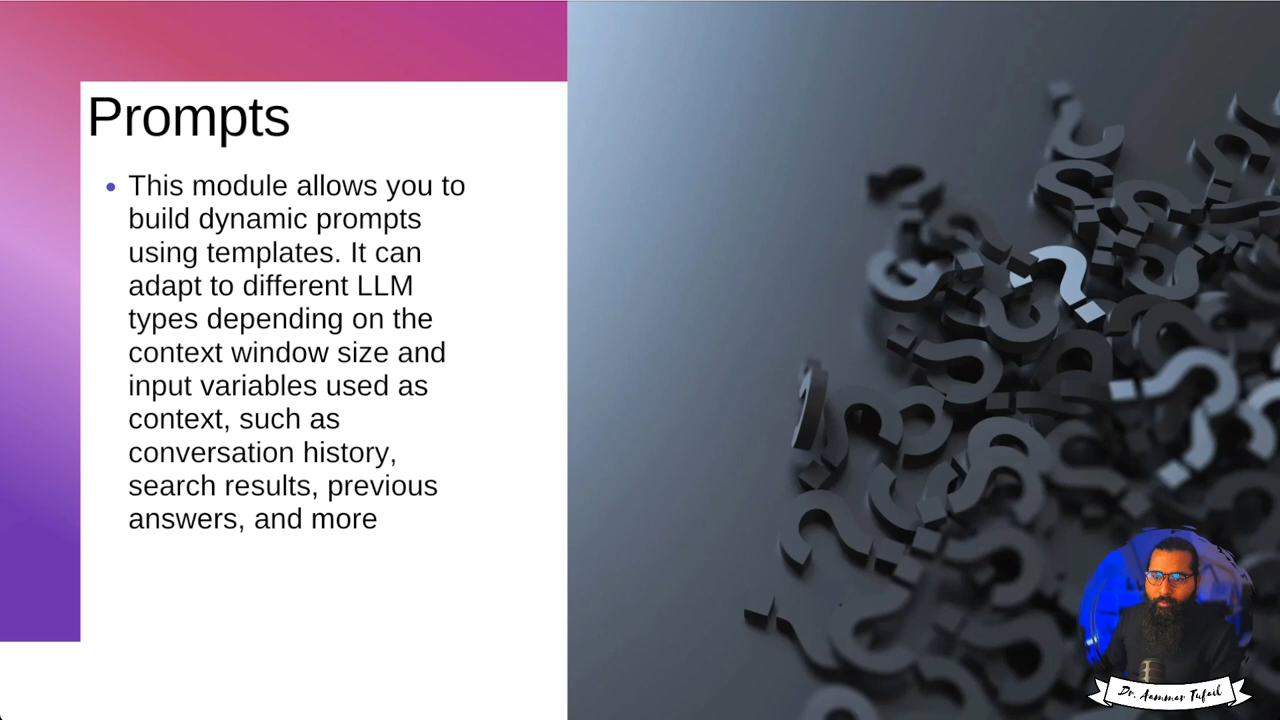 Prompts
• This module allows you to
build dynamic prompts
using templates. It can
adapt to different LLM
types depending on the
context window size and
input variables used as
context, such as
conversation history,
search results, previous
answers, and more
Dr. Aammar Tufail